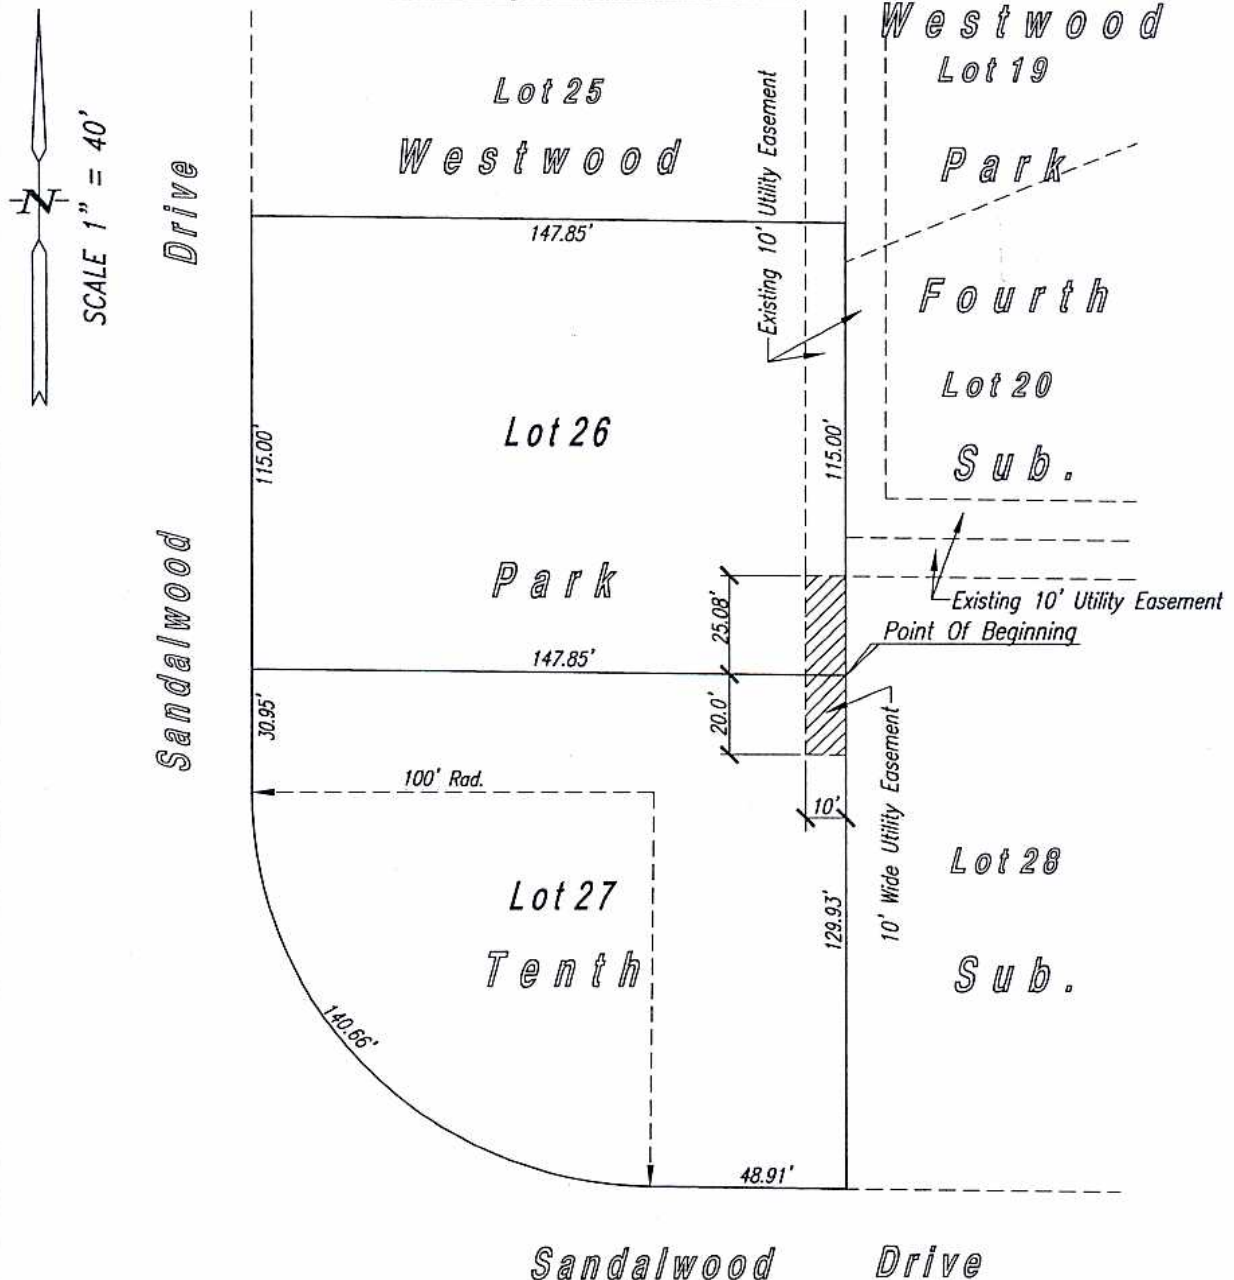 Westwood
Lot 19
Lot 25
Westwood
Park
Existing 10' Utility Easement
SCALE 1" = 40'
N
Drive
147.85'
Fourth
Lot 20
Lot 26
115.00'
115.00'
Sub.
Sandalwood
Park
25.08'
Existing 10' Utility Easement
Point Of Beginning
147.85'
30.95'
20.0'
100' Rad.
10'
10' Wide Utility Easement
Lot 28
Lot 27
129.93'
Tenth
Sub.
140.66'
48.91'
Sandalwood Drive